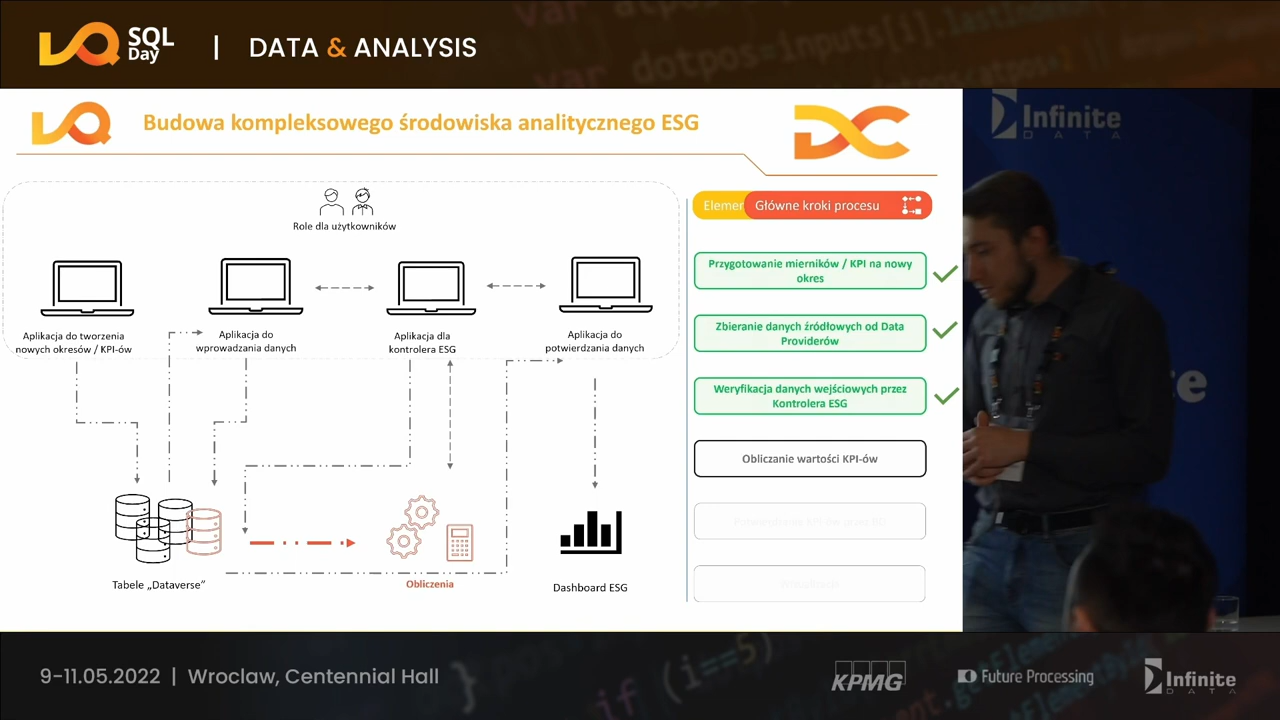 SQL
Day
| DATA & ANALYSIS
Budowa kompleksowego środowiska analitycznego ESG
Infinite
DATA
Role dla użytkowników
Aplikacja do tworzenia
nowych okresów / KPI-ów
Aplikacja do
wprowadzania danych
Aplikacja dla
kontrolera ESG
Aplikacja do
potwierdzania danych
Tabele „Dataverse”
Obliczenia
Dashboard ESG
Elemen
Główne kroki procesu
Przygotowanie mierników / KPI na nowy
okres
Zbieranie danych źródłowych od Data
Providerów
Weryfikacja danych wejściowych przez
Kontrolera ESG
Obliczanie wartości KPI-ów
9-11.05.2022 | Wroclaw, Centennial Hall
KPMG
Future Processing
Infinite
DATA